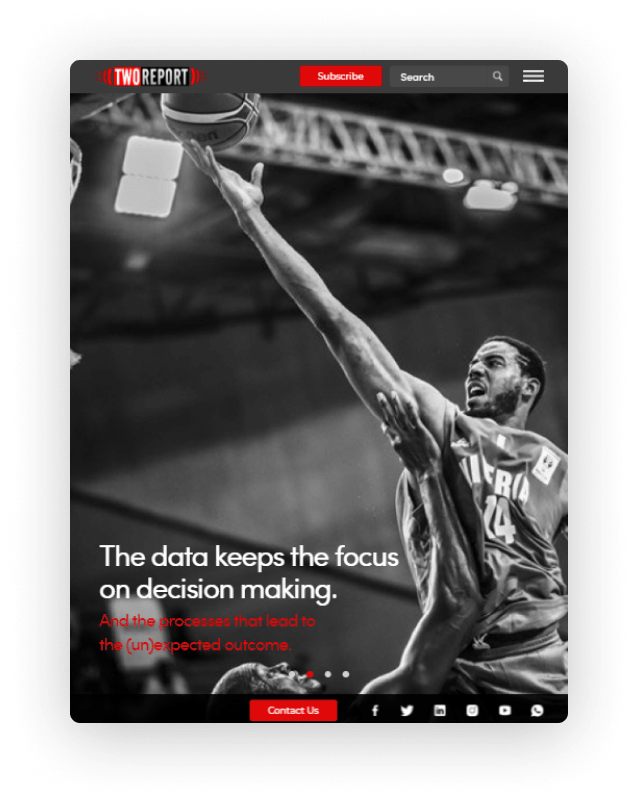 TWOREPORT
Subscribe
Search
The data keeps the focus
on decision making.
And the processes that lead to
the (un)expected outcome.
14
Contact Us